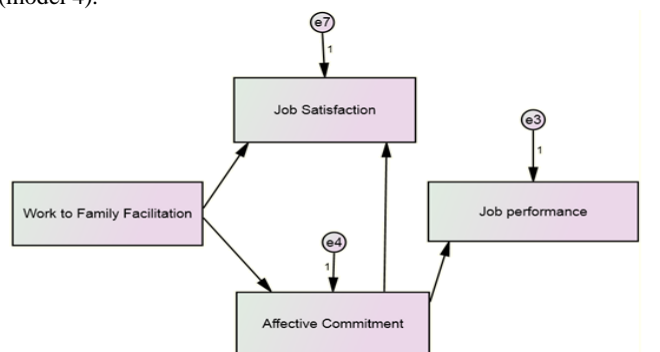 (model 4).
e7
1
Job Satisfaction
e3
1
Work to Family Facilitation
Job performance
e4
1
Affective Commitment